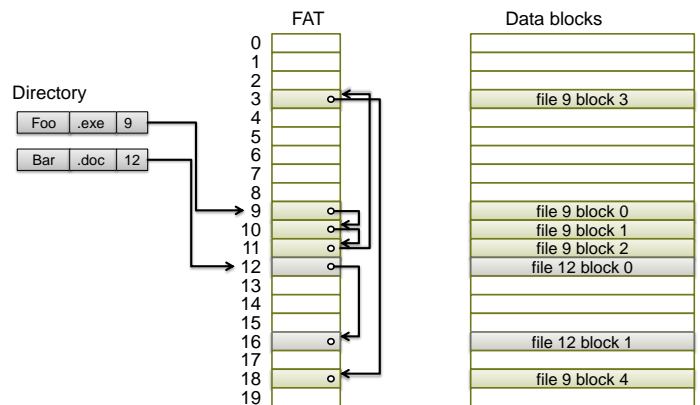 FAT Data blocks
0
1
2
Directory
3 file 9 block 3
4
Foo .exe 9
5
6
Bar .doc 12
7
8
9 file 9 block 0
10 file 9 block 1
11 file 9 block 2
12 file 12 block 0
13
14
15
16 file 12 block 1
17
18 file 9 block 4
19